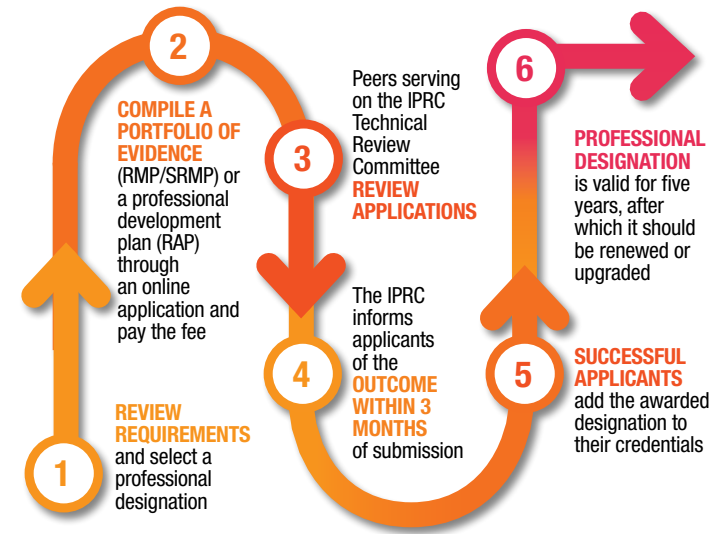 1
REVIEW
REQUIREMENTS
and select a
professional
designation
2
COMPILE A
PORTFOLIO OF
EVIDENCE
(RMP/SRMP) or
a professional
development
plan (RAP)
through
an online
application and
pay the fee
3
Peers serving
on the IPRC
Technical
Review
Committee
REVIEW
APPLICATIONS
4
The IPRC
informs
applicants
of the
OUTCOME
WITHIN 3
MONTHS
of submission
5
SUCCESSFUL
APPLICANTS
add the awarded
designation to
their credentials
6
PROFESSIONAL
DESIGNATION
is valid for five
years, after
which it should
be renewed or
upgraded